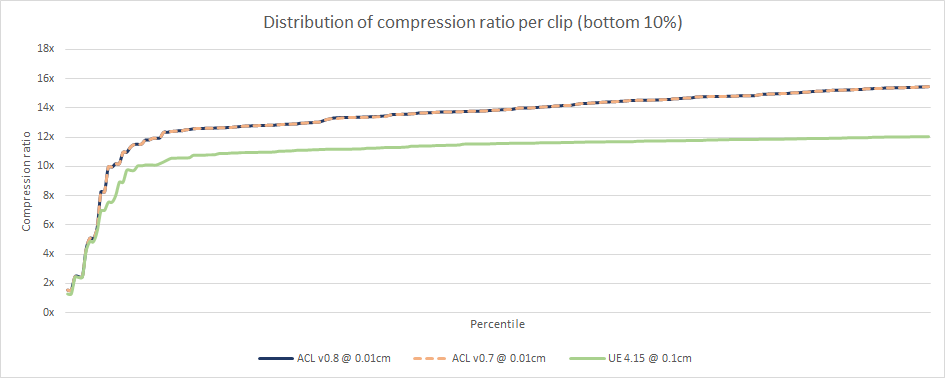 Distribution of compression ratio per clip (bottom 10%)
18x
16x
14x
12x
10x
8x
6x
4x
2x
0x
Compression ratio
Percentile
ACL v0.8 @ 0.01cm
ACL v0.7 @ 0.01cm
UE 4.15 @ 0.1cm